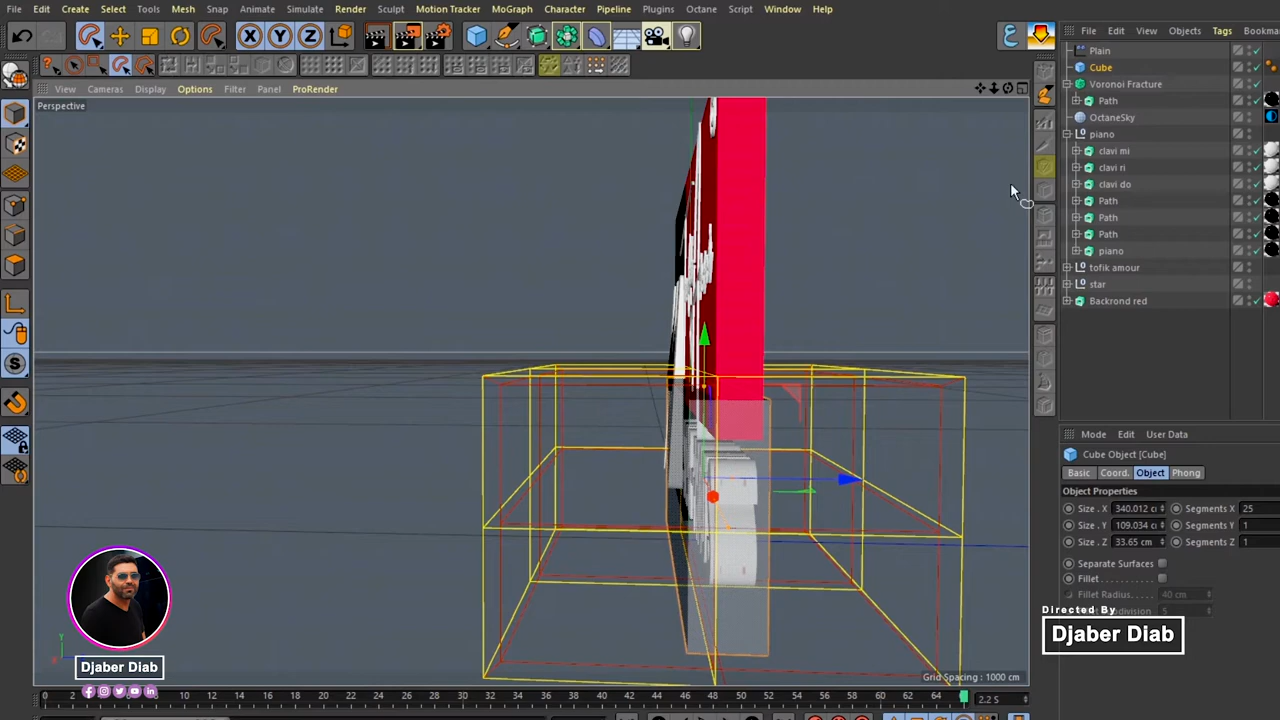 File Edit Create Select Tools Mesh Snap Animate Simulate Render Sculpt Motion Tracker MoGraph Character Pipeline Plugins Octane Script Window Help
X Y Z
File Edit View Objects Tags Bookma
View Cameras Display Options Filter Panel ProRender
Perspective
Plain
Cube
Voronoi Fracture
Path
OctaneSky
piano
clavi mi
clavi ri
clavi do
Path
Path
Path
piano
tofik amour
star
Backrond red
Mode Edit User Data
Cube Object [Cube]
Basic Coord. Object Phong
Object Properties
Size . X 340.012 c Segments X 25
Size . Y 109.034 c Segments Y 1
Size . Z 33.65 cm Segments Z 1
Separate Surfaces
Fillet
Fillet Radius. 40 cm
5
Directed By
Djaber Diab
Djaber Diab
Grid Spacing : 1000 cm
0 2 4 6 8 10 12 14 16 18 20 22 24 26 28 30 32 34 36 38 40 42 44 46 48 50 52 54 56 58 60 62 64 2.2 S